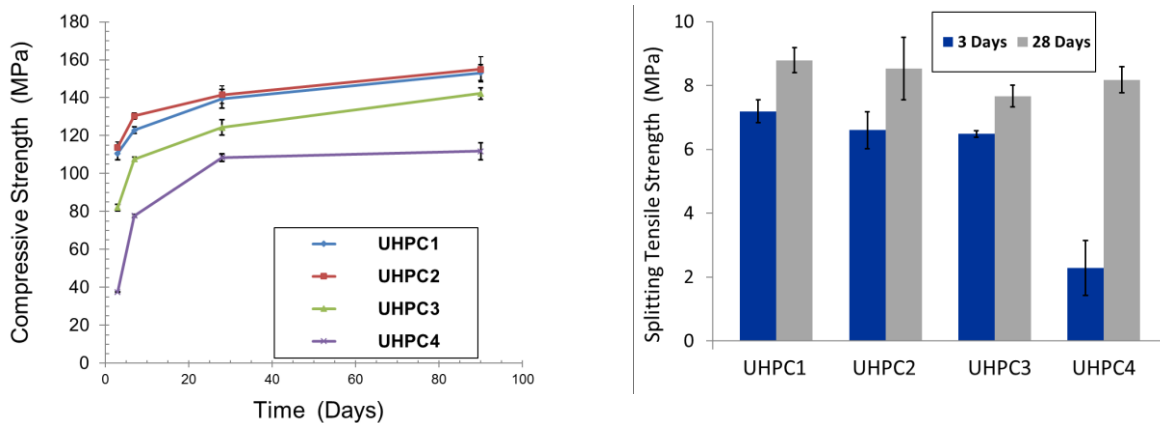 180
160
140
120
100
80
60
40
20
0
Compressive Strength (MPa)
UHPC1
UHPC2
UHPC3
UHPC4
0 20 40 60 80 100
Time (Days)
10
8
6
4
2
0
Splitting Tensile Strength (MPa)
3 Days 28 Days
UHPC1 UHPC2 UHPC3 UHPC4